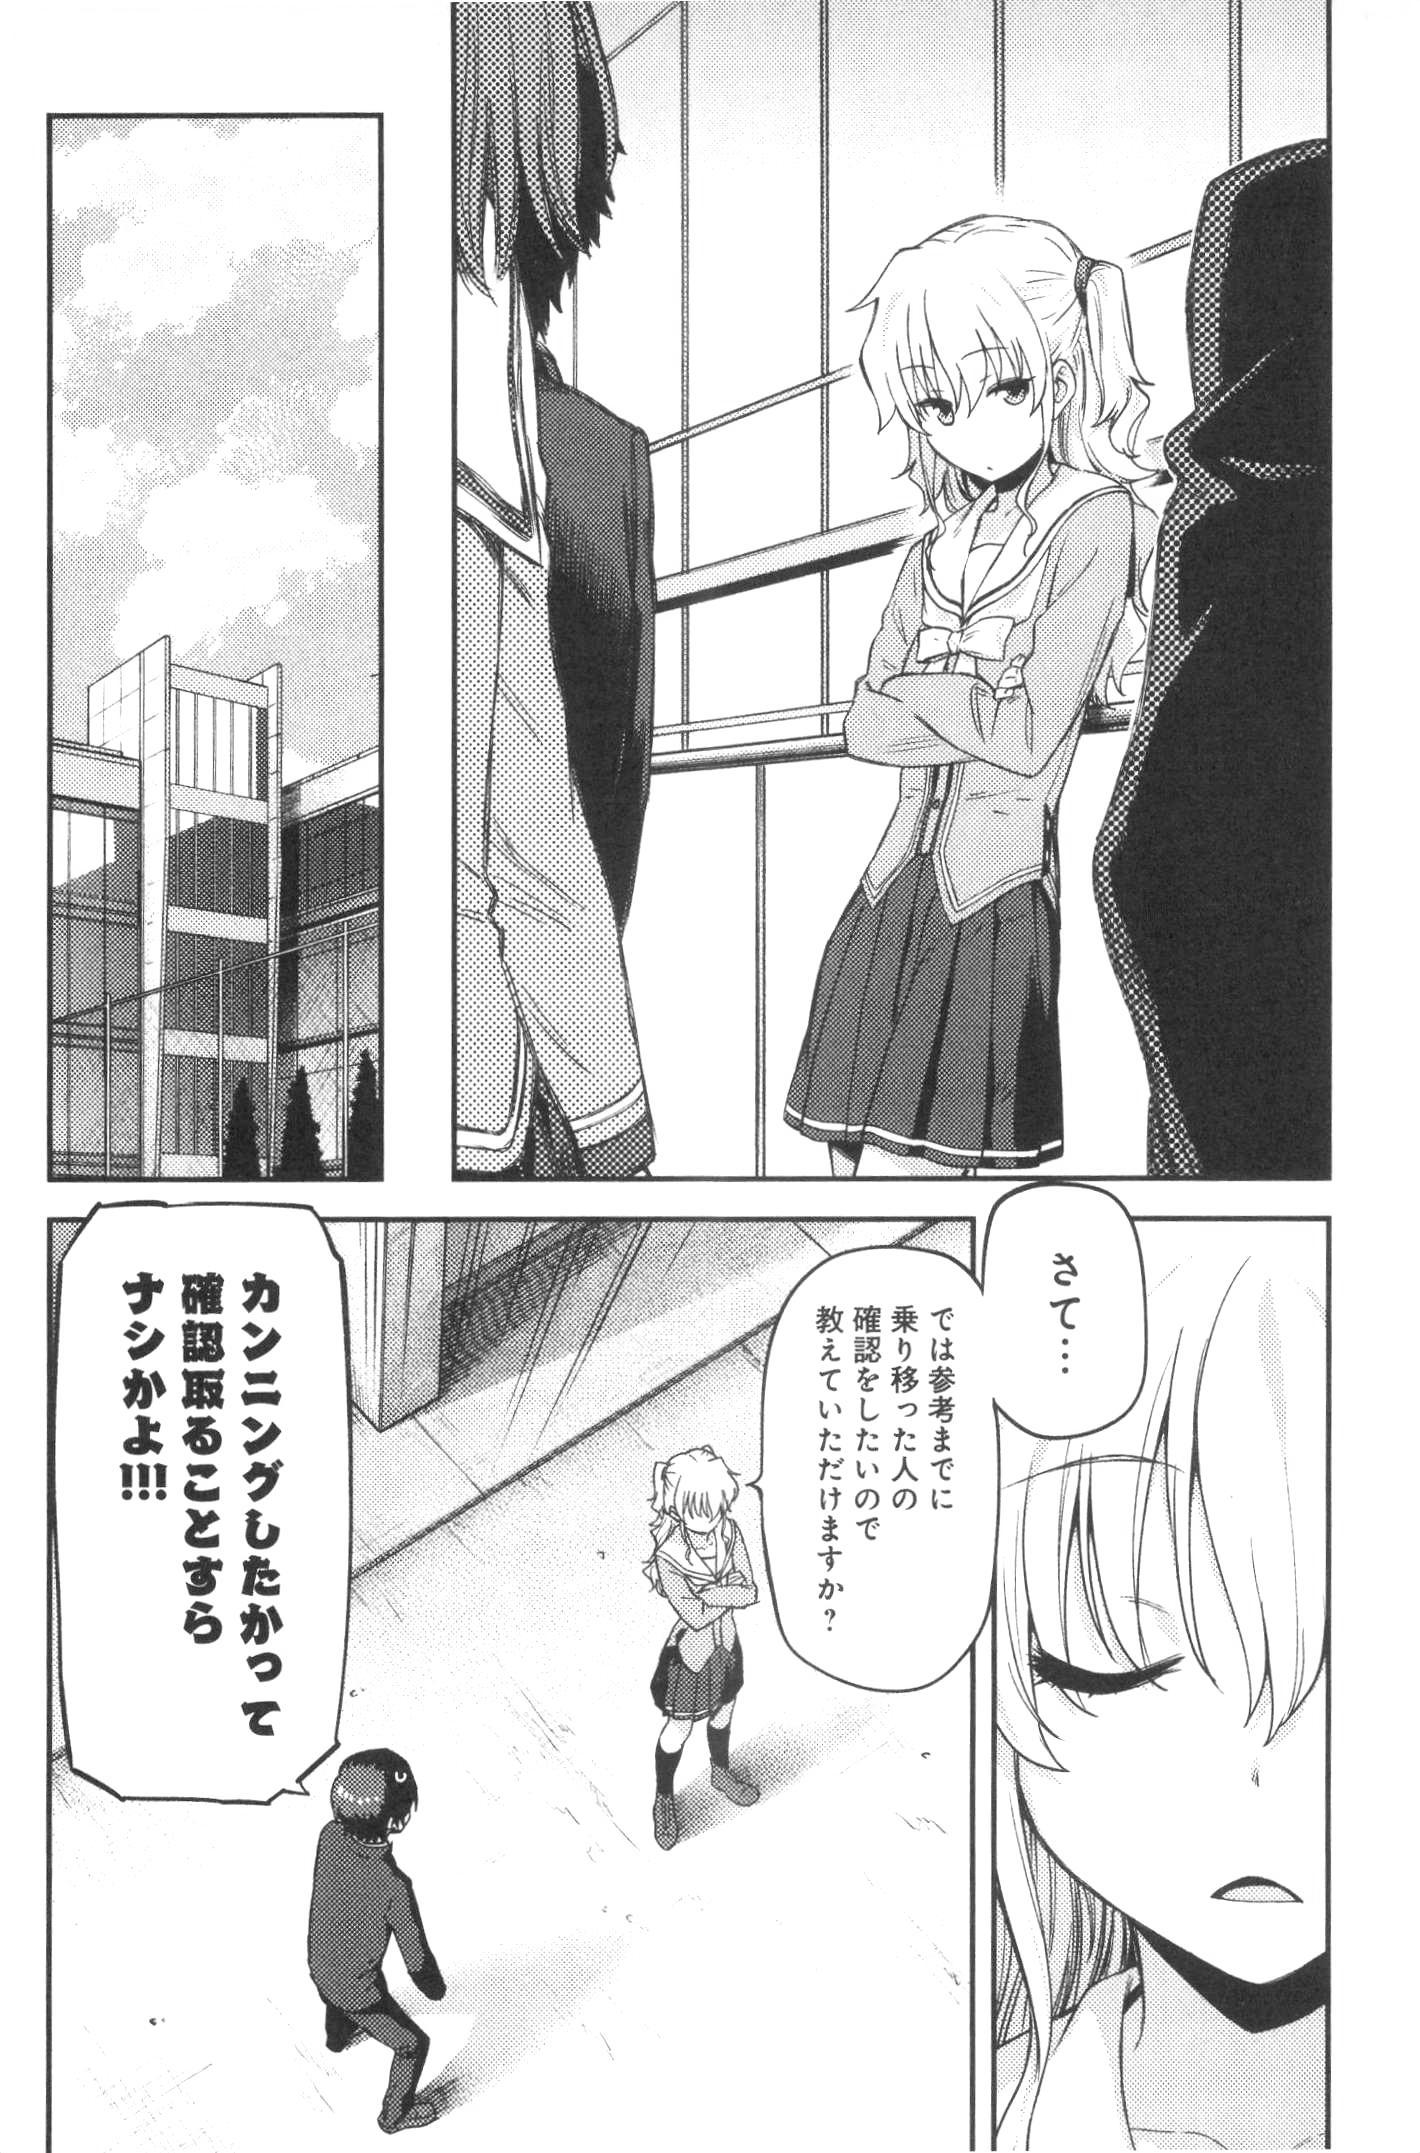 さて…
では参考までに
乗り移った人の
確認をしたいので
教えていただけますか?
カンニングしたかって
確認取ることすら
ナシかよ!!!